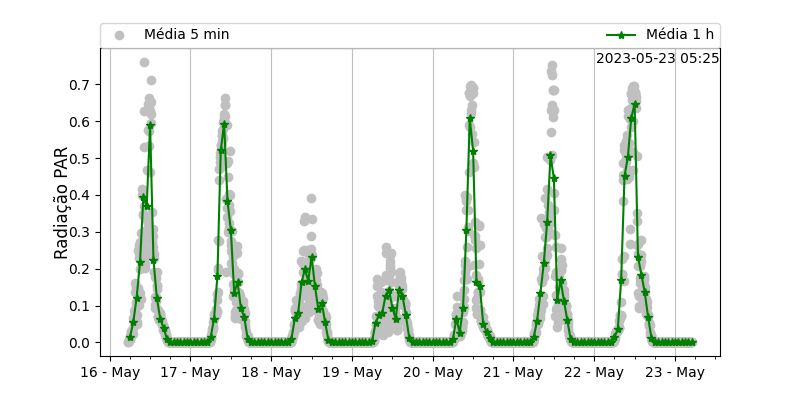 Média 5 min
Média 1 h
2023-05-23 05:25
Radiação PAR
0.7
0.6
0.5
0.4
0.3
0.2
0.1
0.0
16 - May
17 - May
18 - May
19 - May
20 - May
21 - May
22 - May
23 - May